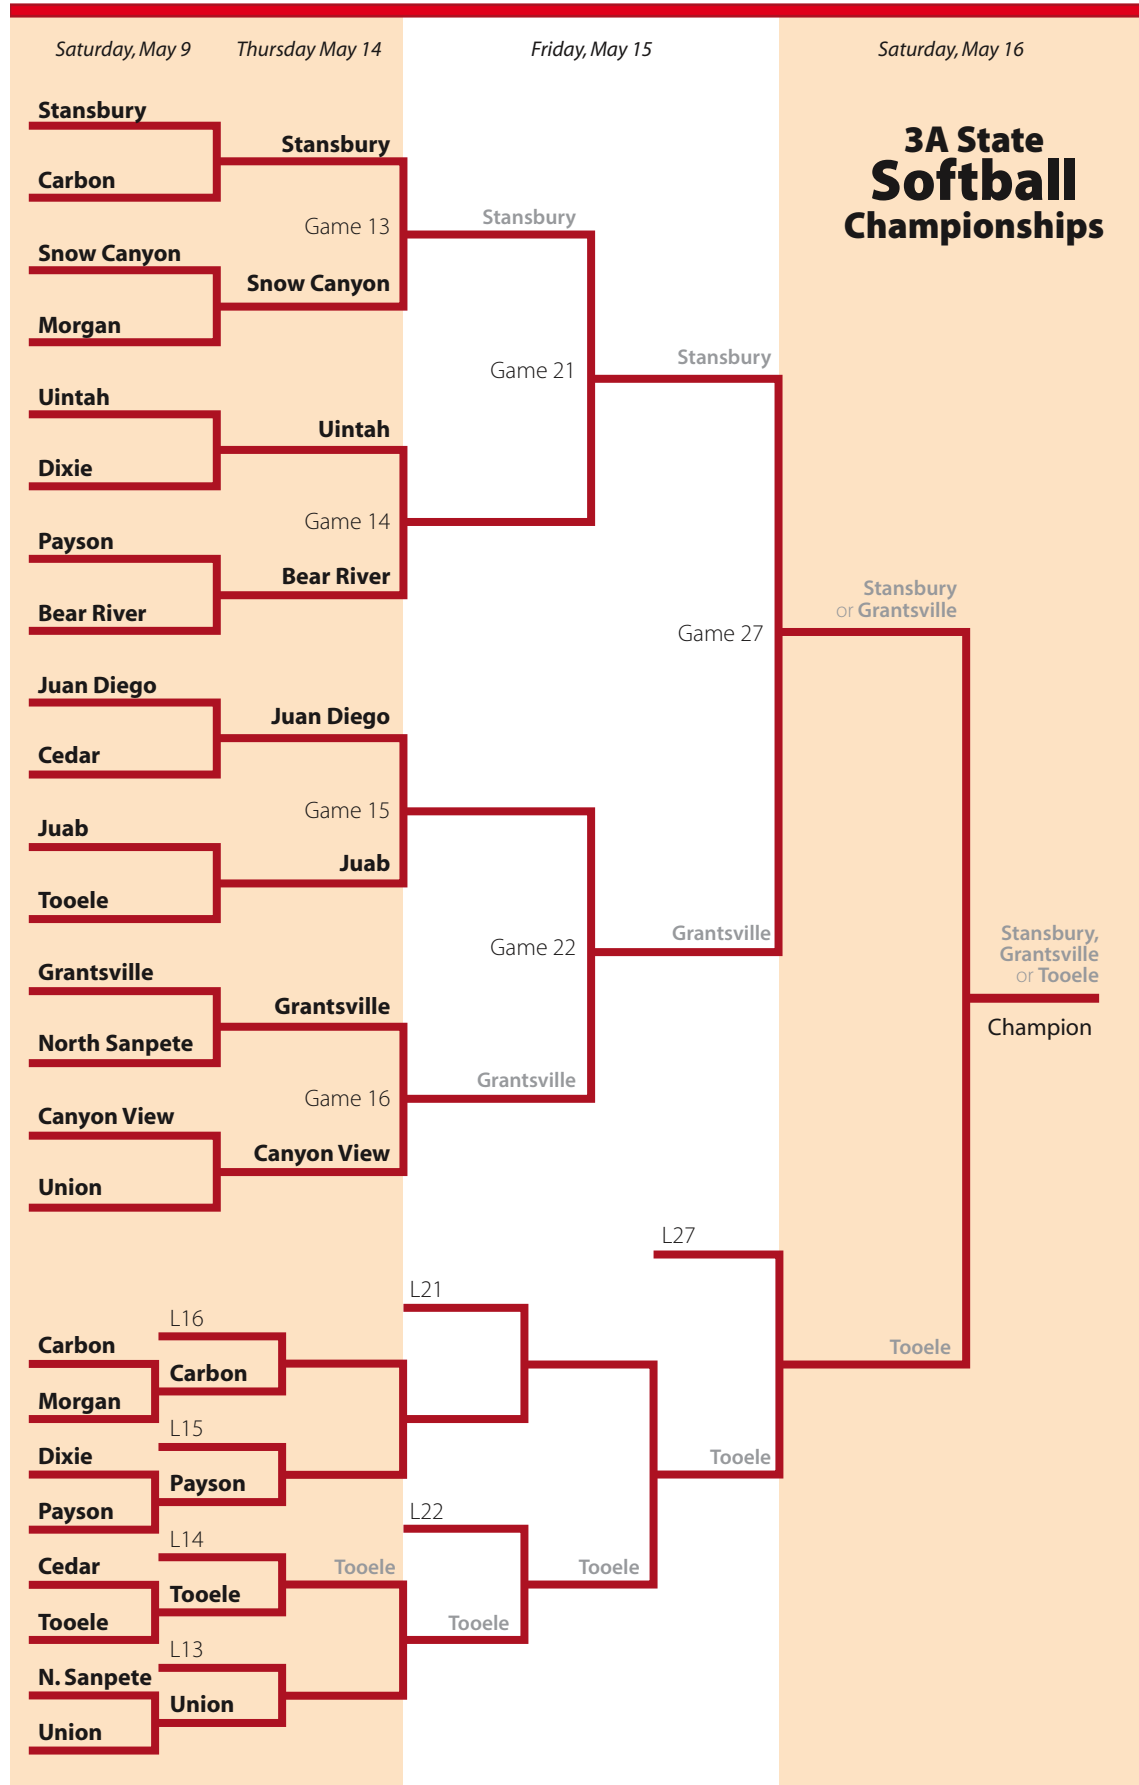 Saturday, May 9
Thursday May 14
Friday, May 15
Saturday, May 16
3A State
Softball
Championships
Stansbury
Carbon
Snow Canyon
Morgan
Uintah
Dixie
Payson
Bear River
Juan Diego
Cedar
Juab
Tooele
Grantsville
North Sanpete
Canyon View
Union
Stansbury
Game 13
Snow Canyon
Uintah
Game 14
Bear River
Juan Diego
Game 15
Juab
Grantsville
Game 16
Canyon View
Stansbury
Game 21
Game 22
Grantsville
Stansbury
Game 27
Grantsville
Stansbury
or Grantsville
Stansbury,
Grantsville
or Tooele
Champion
Carbon
Morgan
Dixie
Payson
Cedar
Tooele
N. Sanpete
Union
L16
Carbon
L15
Payson
L14
Tooele
L13
Union
Tooele
L21
L22
Tooele
Tooele
L27
Tooele
Tooele